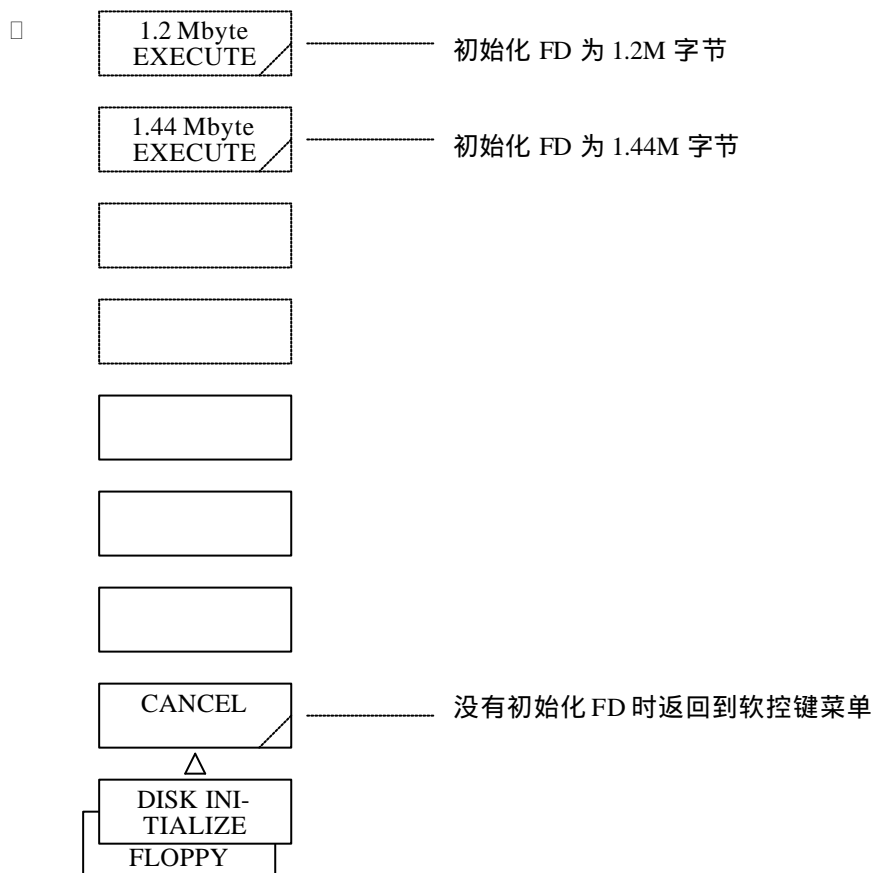 1.2 Mbyte
EXECUTE
初始化 FD 为 1.2M 字节
1.44 Mbyte
EXECUTE
初始化 FD 为 1.44M 字节
CANCEL
没有初始化 FD 时返回到软控键菜单
DISK INI-
TIALIZE
FLOPPY